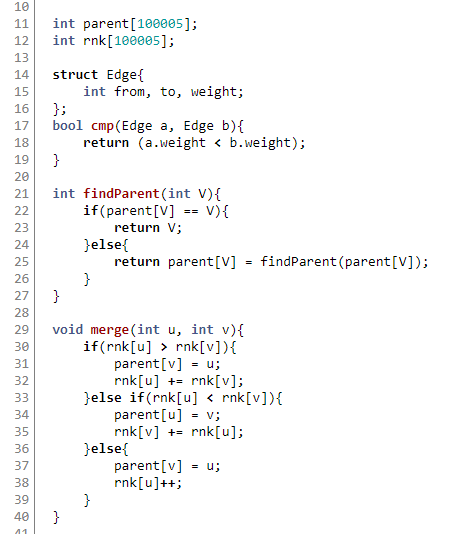 10
11 int parent[100005];
12 int rnk[100005];
13
14 struct Edge{
15     int from, to, weight;
16 };
17 bool cmp(Edge a, Edge b){
18     return (a.weight < b.weight);
19 }
20
21 int findParent(int V){
22     if(parent[V] == V){
23         return V;
24     }else{
25         return parent[V] = findParent(parent[V]);
26     }
27 }
28
29 void merge(int u, int v){
30     if(rnk[u] > rnk[v]){
31         parent[v] = u;
32         rnk[u] += rnk[v];
33     }else if(rnk[u] < rnk[v]){
34         parent[u] = v;
35         rnk[v] += rnk[u];
36     }else{
37         parent[v] = u;
38         rnk[u]++;
39     }
40 }
41